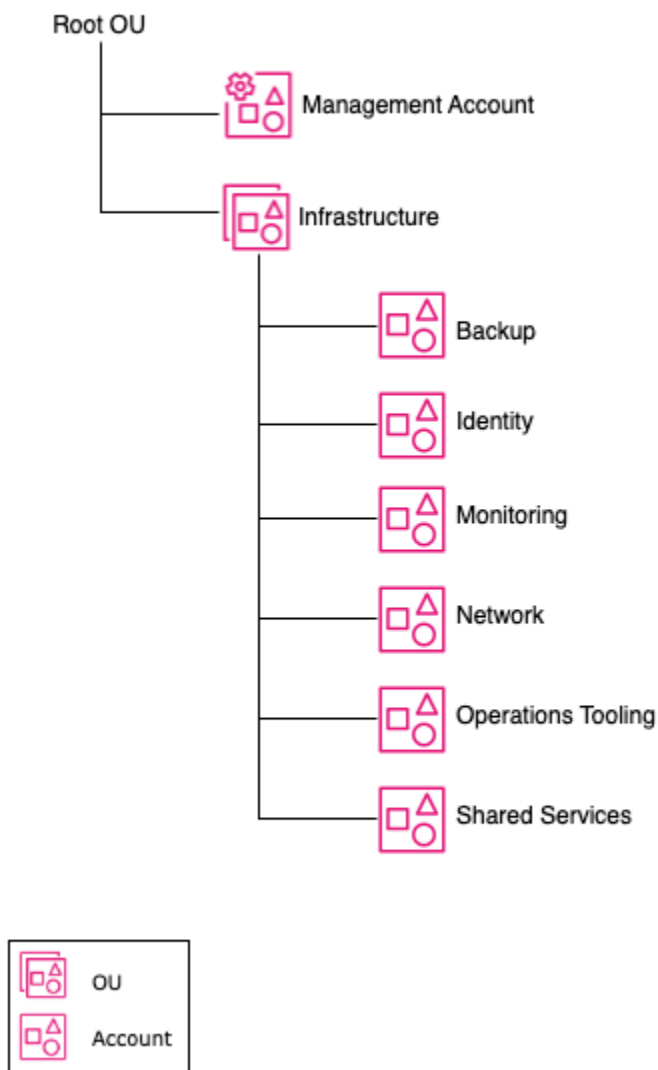 Root OU
Management Account
Infrastructure
Backup
Identity
Monitoring
Network
Operations Tooling
Shared Services
OU
Account